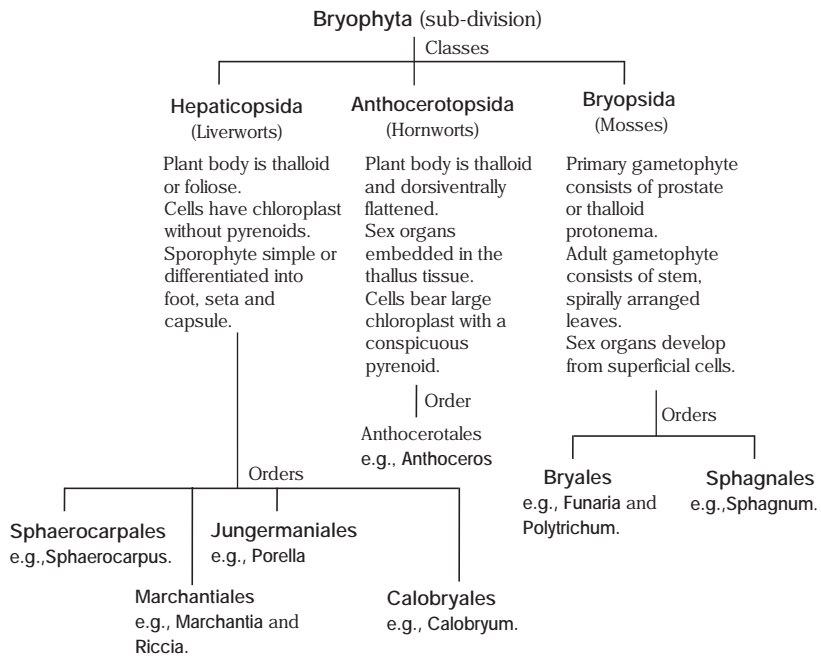 Bryophyta (sub-division)
Classes
Hepaticopsida
(Liverworts)
Plant body is thalloid
or foliose.
Cells have chloroplast
without pyrenoids.
Sporophyte simple or
differentiated into
foot, seta and
capsule.
Anthocerotopsida
(Hornworts)
Plant body is thalloid
and dorsiventrally
flattened.
Sex organs
embedded in the
thallus tissue.
Cells bear large
chloroplast with a
conspicuous
pyrenoid.
Bryopsida
(Mosses)
Primary gametophyte
consists of prostate
or thalloid
protonema.
Adult gametophyte
consists of stem,
spirally arranged
leaves.
Sex organs develop
from superficial cells.
Order
Anthocerotales
e.g., Anthoceros
Orders
Bryales
e.g., Funaria and
Polytrichum.
Sphagnales
e.g.,Sphagnum.
Orders
Sphaerocarpales
e.g.,Sphaerocarpus.
Jungermaniales
e.g., Porella
Marchantiales
e.g., Marchantia and
Riccia.
Calobryales
e.g., Calobryum.